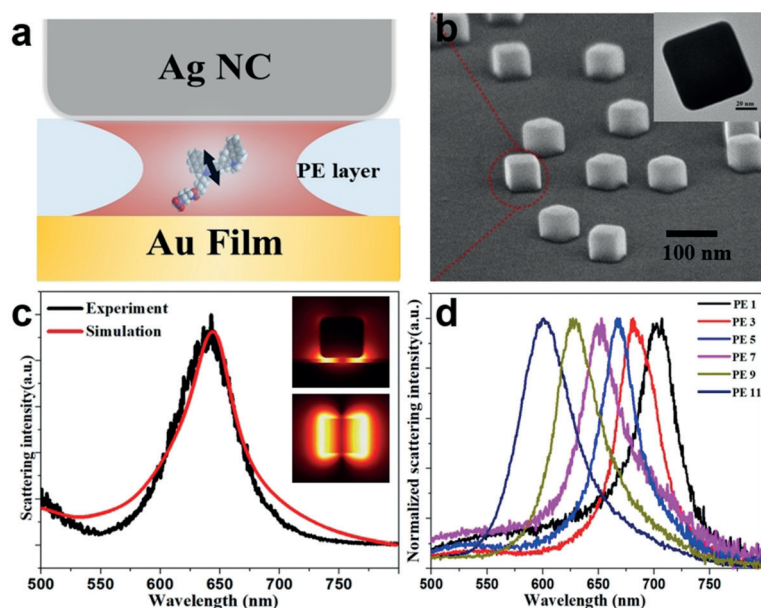 a
Ag NC
PE layer
Au Film
b
20 nm
100 nm
c
Experiment
Simulation
Scattering intensity(a.u.)
500 550 600 650 700 750
Wavelength (nm)
d
PE 1
PE 3
PE 5
PE 7
PE 9
PE 11
Normalized scattering intensity(a.u.)
500 550 600 650 700 750
Wavelength (nm)